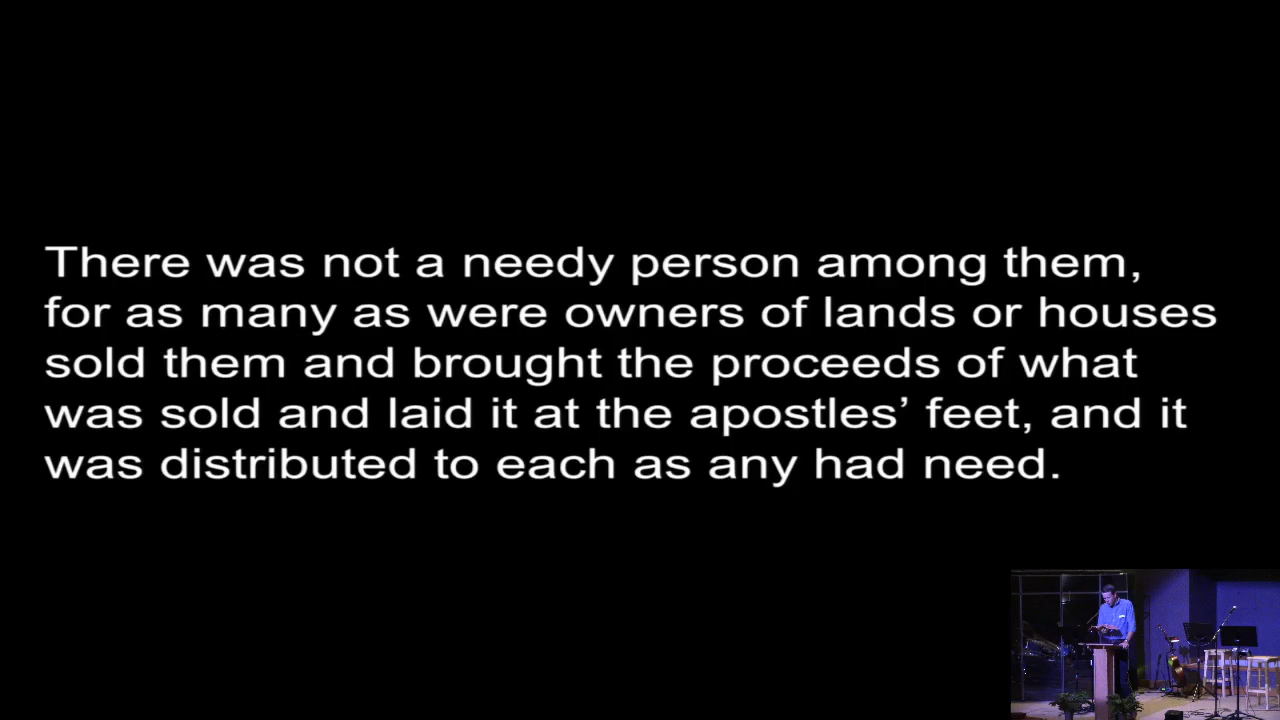 There was not a needy person among them,
for as many as were owners of lands or houses
sold them and brought the proceeds of what
was sold and laid it at the apostles’ feet, and it
was distributed to each as any had need.